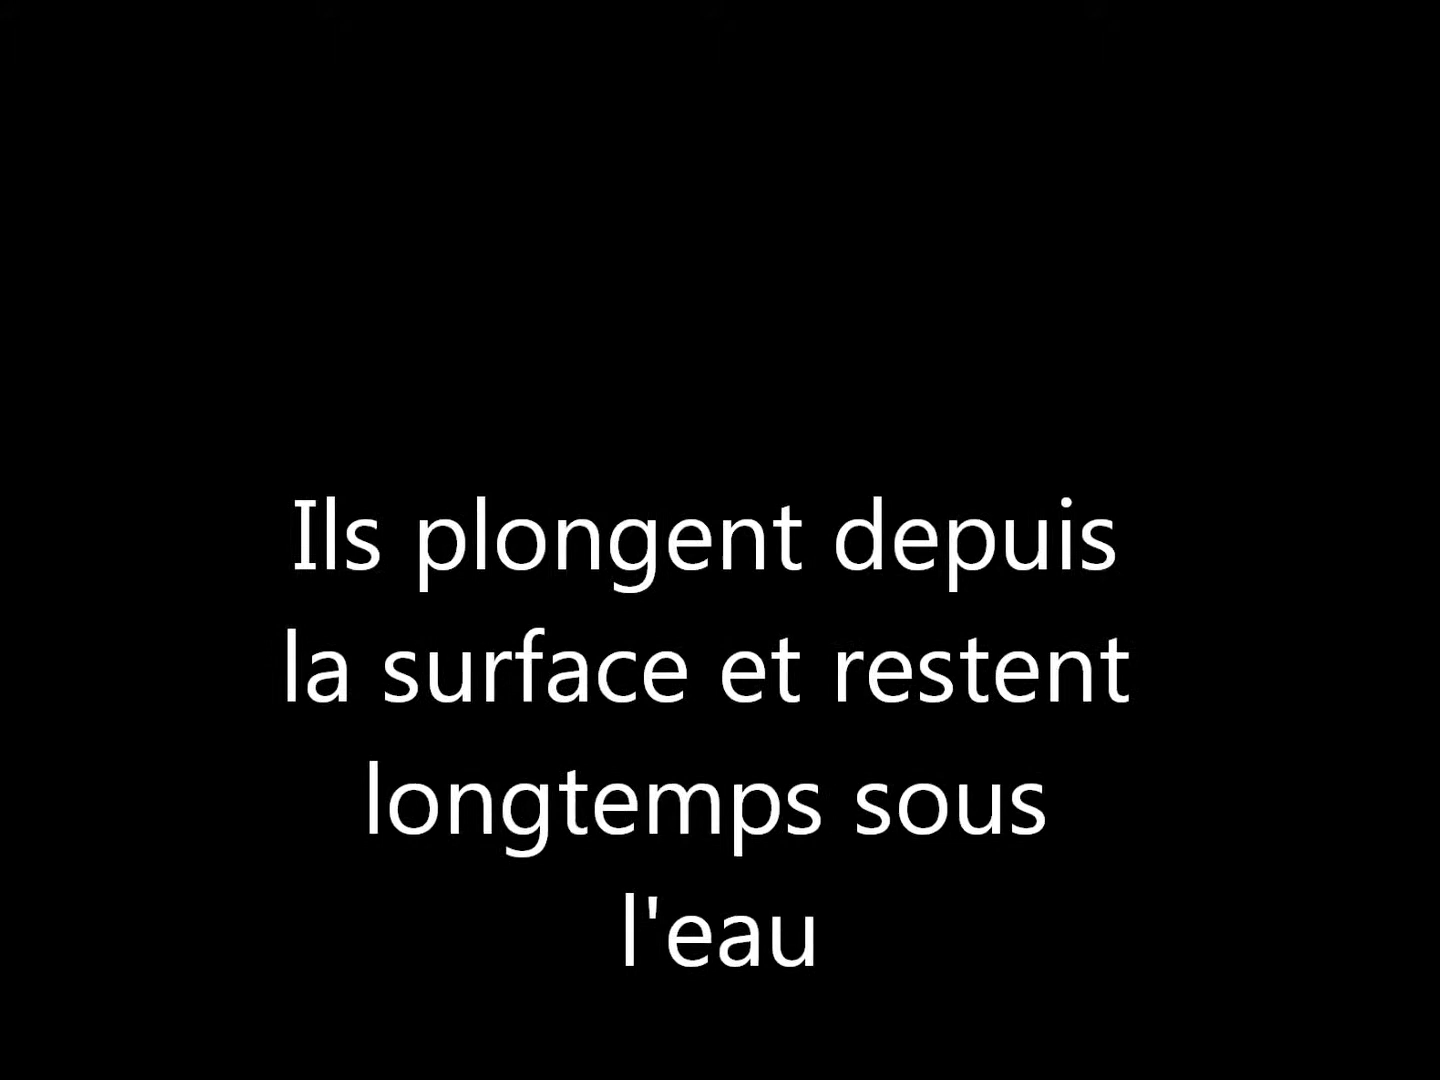 Ils plongent depuis
la surface et restent
longtemps sous
l'eau